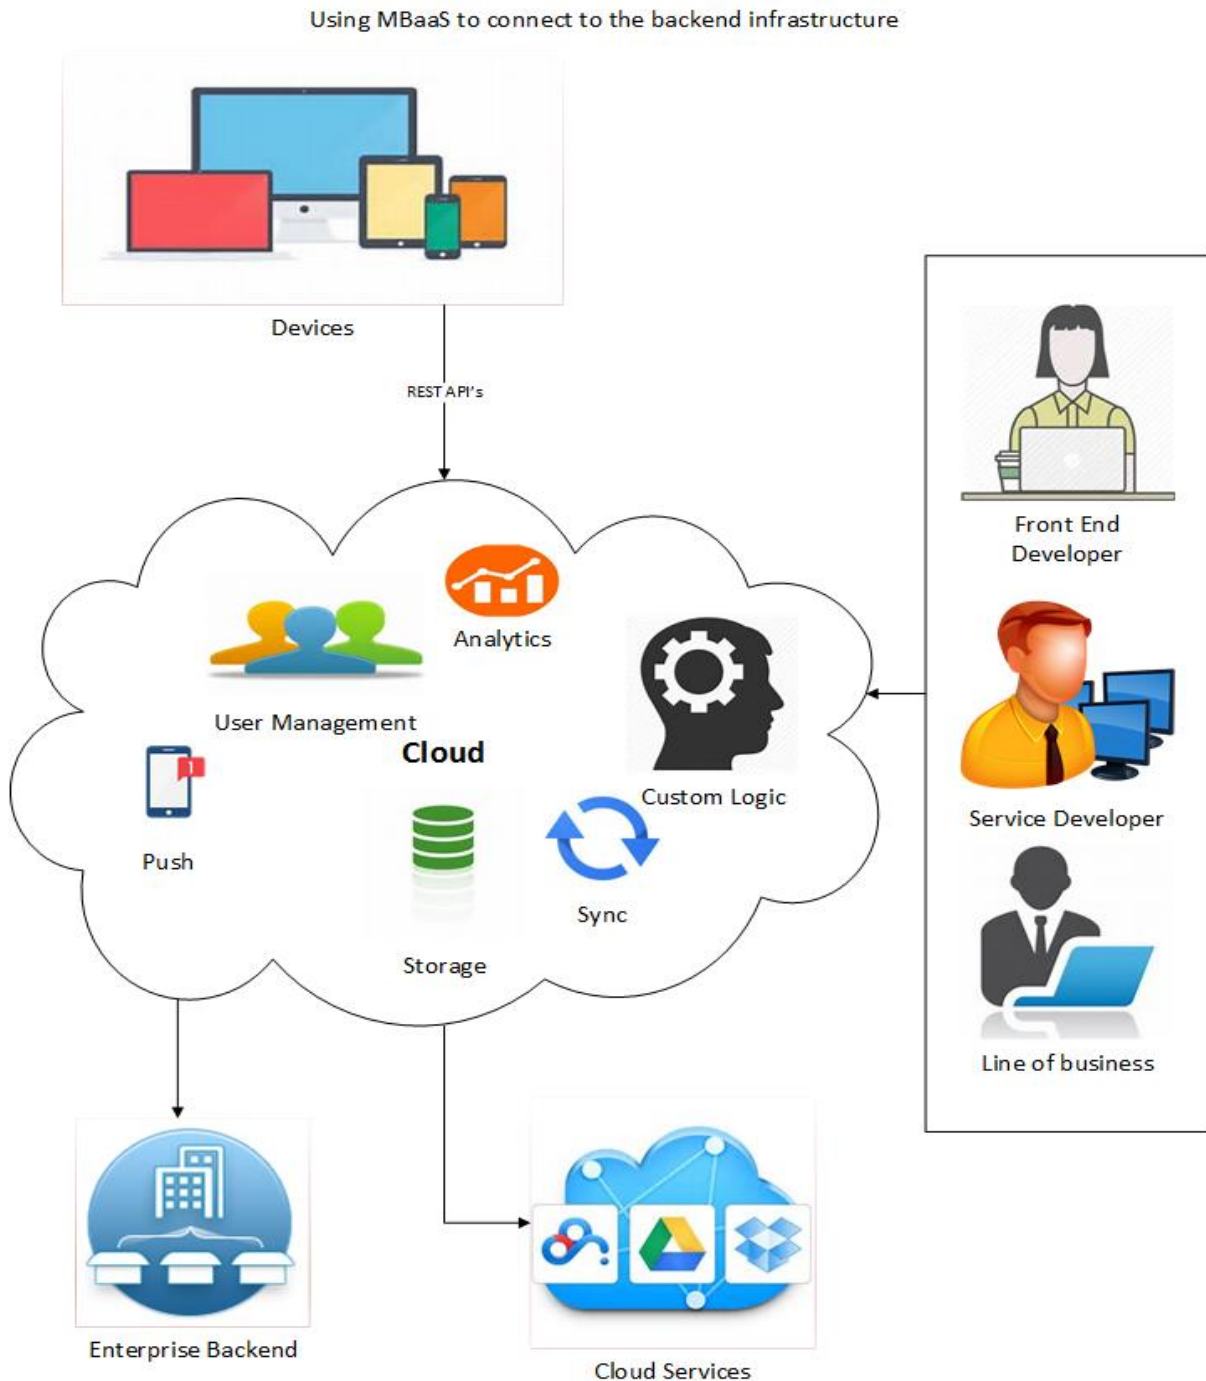 Using MBaaS to connect to the backend infrastructure
Devices
REST API's
Front End
Developer
Analytics
User Management
Cloud
Custom Logic
Push
Service Developer
Sync
Storage
Line of business
Enterprise Backend
Cloud Services